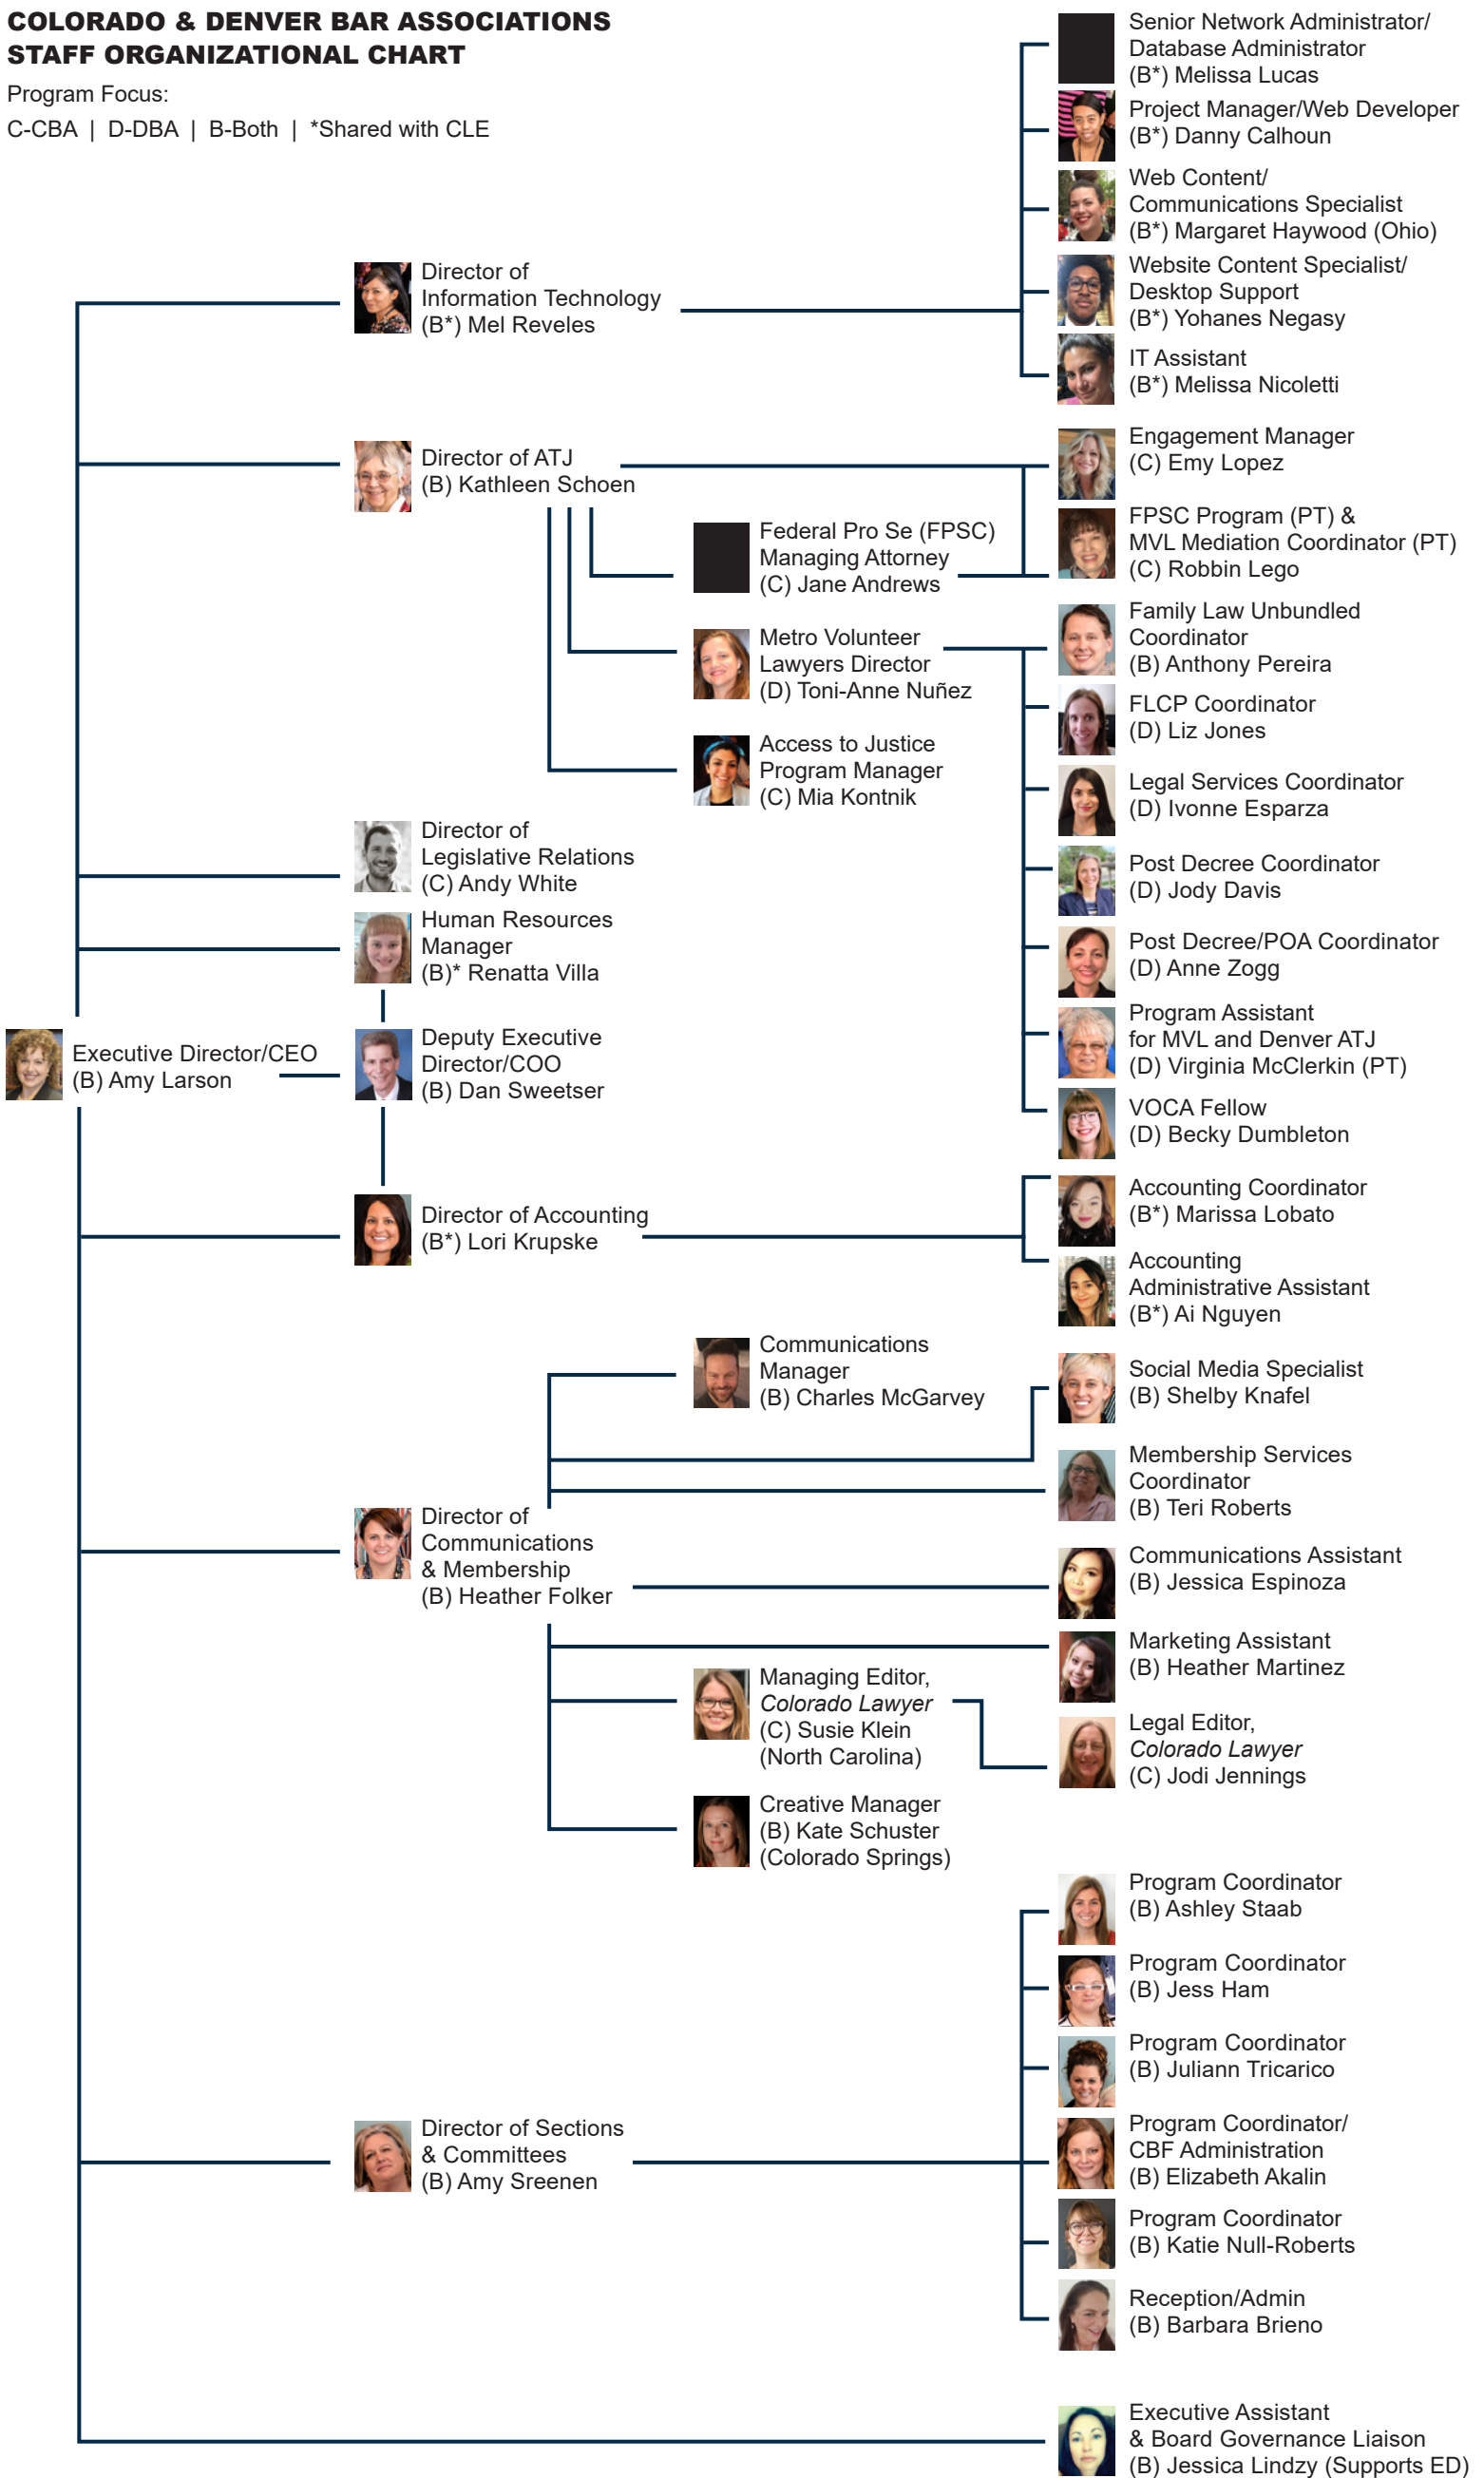 COLORADO & DENVER BAR ASSOCIATIONS
STAFF ORGANIZATIONAL CHART
Program Focus:
C-CBA | D-DBA | B-Both | *Shared with CLE
Senior Network Administrator/
Database Administrator
(B*) Melissa Lucas
Project Manager/Web Developer
(B*) Danny Calhoun
Web Content/
Communications Specialist
(B*) Margaret Haywood (Ohio)
Website Content Specialist/
Desktop Support
(B*) Yohanes Negasy
IT Assistant
(B*) Melissa Nicoletti
Director of
Information Technology
(B*) Mel Reveles
Director of ATJ
(B) Kathleen Schoen
Engagement Manager
(C) Emy Lopez
FPSC Program (PT) &
MVL Mediation Coordinator (PT)
(C) Robbin Lego
Federal Pro Se (FPSC)
Managing Attorney
(C) Jane Andrews
Metro Volunteer
Lawyers Director
(D) Toni-Anne Nuñez
Access to Justice
Program Manager
(C) Mia Kontnik
Family Law Unbundled
Coordinator
(B) Anthony Pereira
FLCP Coordinator
(D) Liz Jones
Legal Services Coordinator
(D) Ivonne Esparza
Post Decree Coordinator
(D) Jody Davis
Post Decree/POA Coordinator
(D) Anne Zogg
Program Assistant
for MVL and Denver ATJ
(D) Virginia McClerkin (PT)
VOCA Fellow
(D) Becky Dumbleton
Director of
Legislative Relations
(C) Andy White
Human Resources
Manager
(B)* Renatta Villa
Executive Director/CEO
(B) Amy Larson
Deputy Executive
Director/COO
(B) Dan Sweetser
Director of Accounting
(B*) Lori Krupske
Accounting Coordinator
(B*) Marissa Lobato
Accounting
Administrative Assistant
(B*) Ai Nguyen
Communications
Manager
(B) Charles McGarvey
Social Media Specialist
(B) Shelby Knafel
Membership Services
Coordinator
(B) Teri Roberts
Director of
Communications
& Membership
(B) Heather Folker
Communications Assistant
(B) Jessica Espinoza
Marketing Assistant
(B) Heather Martinez
Managing Editor,
Colorado Lawyer
(C) Susie Klein
(North Carolina)
Legal Editor,
Colorado Lawyer
(C) Jodi Jennings
Creative Manager
(B) Kate Schuster
(Colorado Springs)
Program Coordinator
(B) Ashley Staab
Program Coordinator
(B) Jess Ham
Program Coordinator
(B) Juliann Tricarico
Director of Sections
& Committees
(B) Amy Sreenen
Program Coordinator/
CBF Administration
(B) Elizabeth Akalin
Program Coordinator
(B) Katie Null-Roberts
Reception/Admin
(B) Barbara Brieno
Executive Assistant
& Board Governance Liaison
(B) Jessica Lindzy (Supports ED)